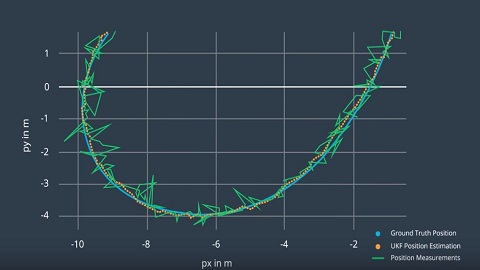 1
0
-1
-2
-3
-4
py in m
-10
-8
-6
-4
-2
px in m
Ground Truth Position
UKF Position Estimation
Position Measurements